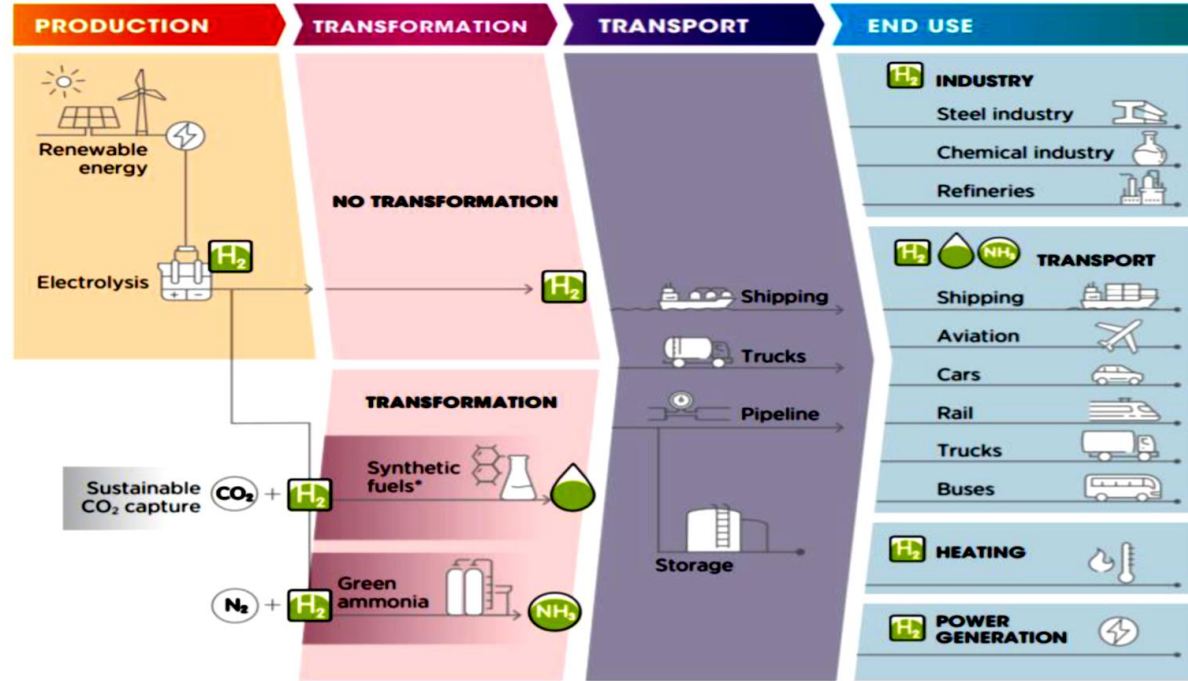 PRODUCTION
TRANSFORMATION
TRANSPORT
END USE
Renewable
energy
Electrolysis
H₂
Sustainable
CO₂ capture
CO₂ + H₂
N₂ + H₂
NO TRANSFORMATION
H₂
TRANSFORMATION
Synthetic
fuels*
Green
ammonia
NH₃
Shipping
Trucks
Pipeline
Storage
H₂ INDUSTRY
Steel industry
Chemical industry
Refineries
H₂ NH₃ TRANSPORT
Shipping
Aviation
Cars
Rail
Trucks
Buses
H₂ HEATING
H₂ POWER
GENERATION